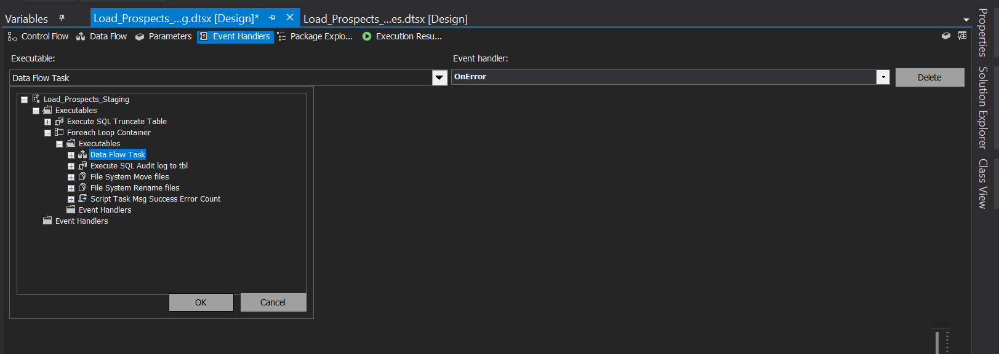 Variables Load_Prospects_...g.dtsx [Design]* Load_Prospects_...es.dtsx [Design]
Control Flow Data Flow Parameters Event Handlers Package Explo... Execution Resu...
Executable: Event handler:
Data Flow Task OnError Delete
Load_Prospects_Staging
Executables
Execute SQL Truncate Table
Foreach Loop Container
Executables
Data Flow Task
Execute SQL Audit log to tbl
File System Move files
File System Rename files
Script Task Msg Success Error Count
Event Handlers
Event Handlers
OK Cancel
100%
Properties
Solution Explorer
Class View